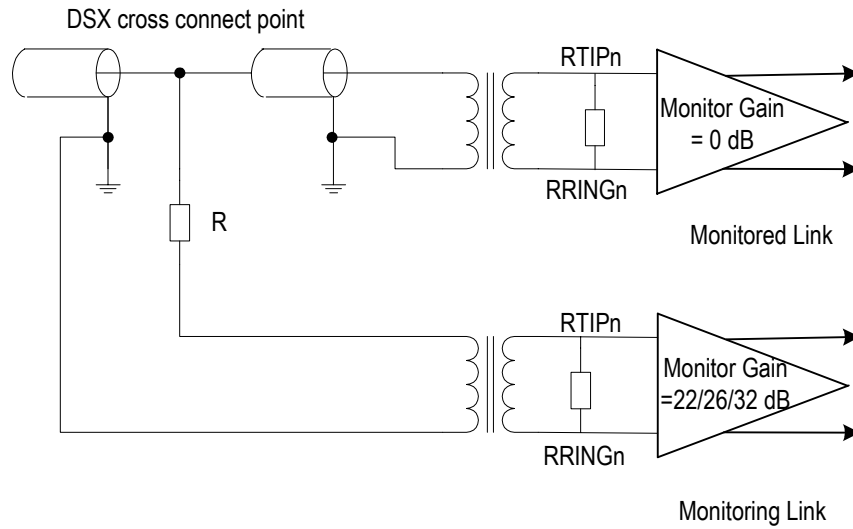 DSX cross connect point
RTIPn
Monitor Gain
= 0 dB
RRINGn
Monitored Link
R
RTIPn
Monitor Gain
=22/26/32 dB
RRINGn
Monitoring Link